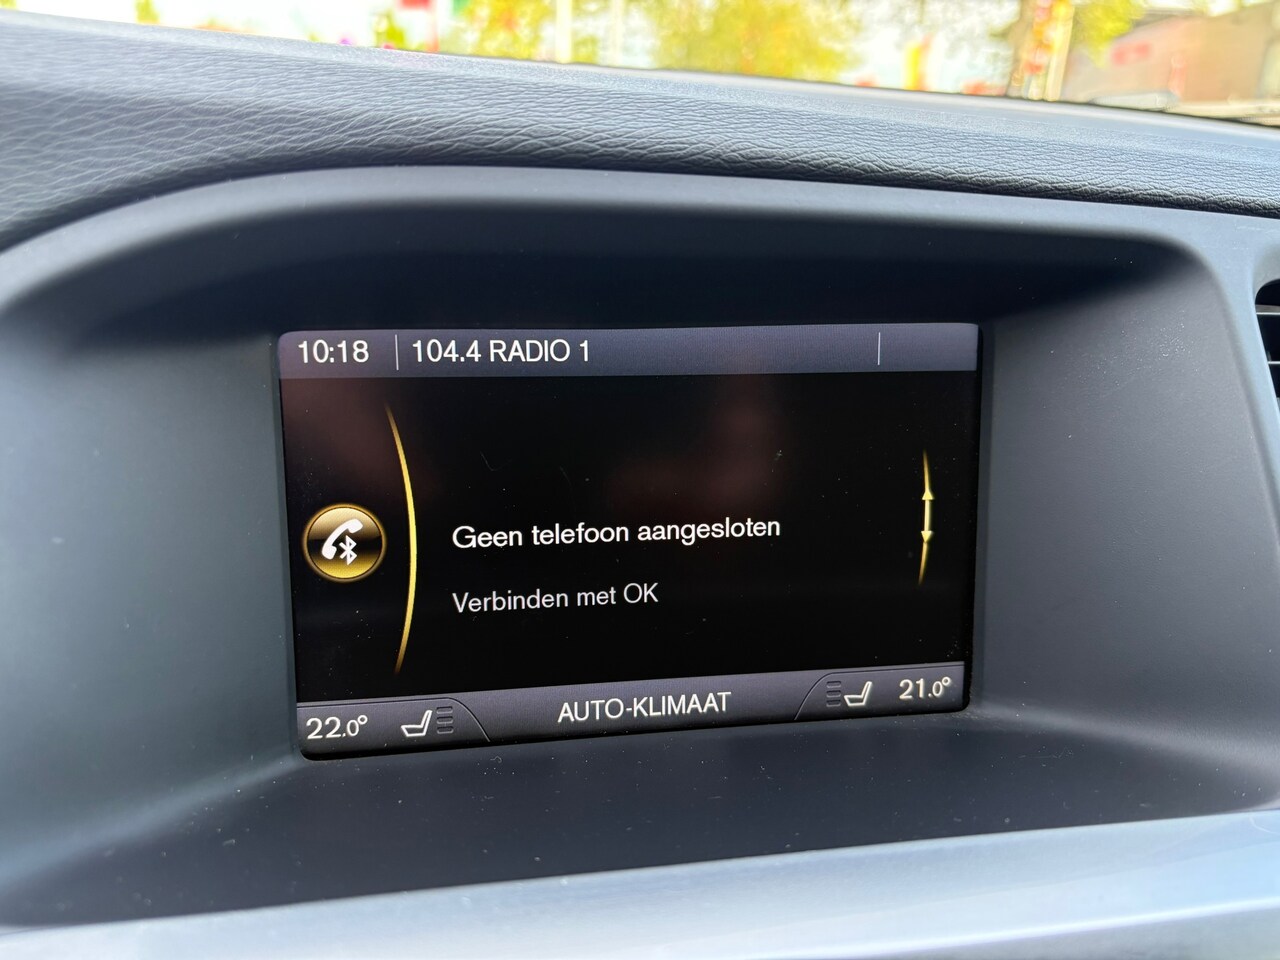 10:18 104.4 RADIO 1
Geen telefoon aangesloten
Verbinden met OK
22.0° AUTO-KLIMAAT 21.0°